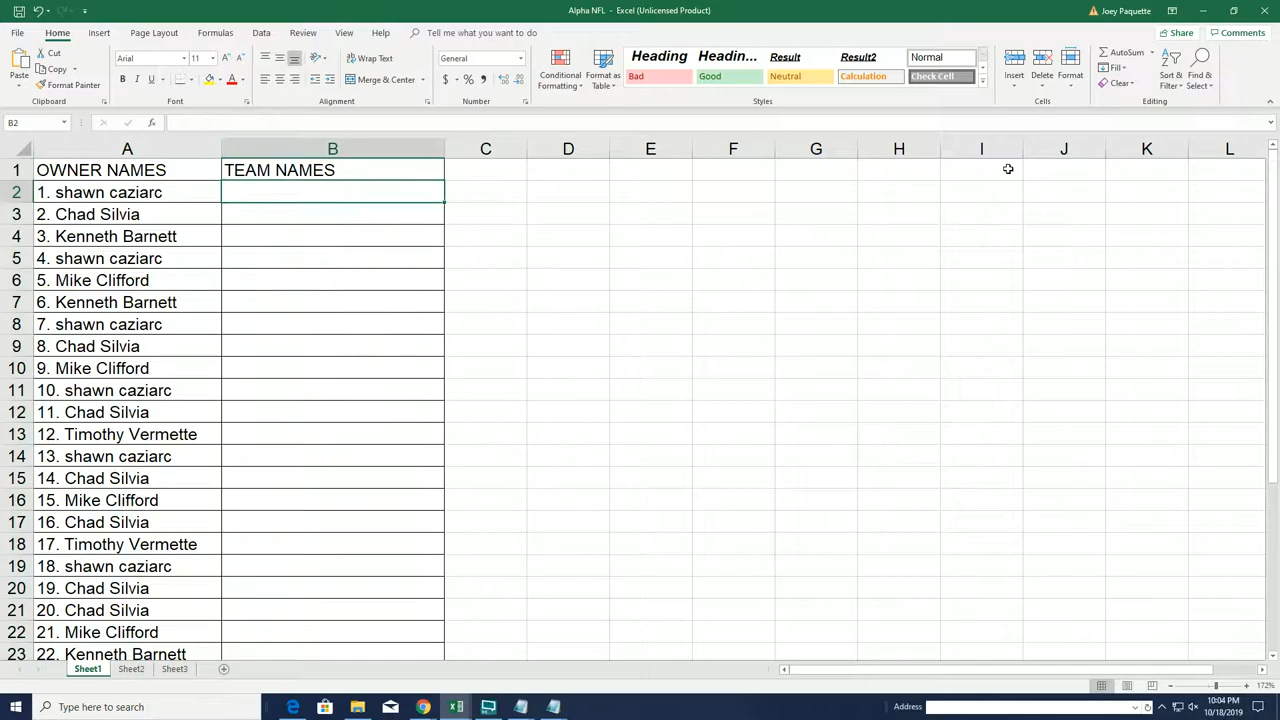 Alpha NFL - Excel (Unlicensed Product)
Joey Paquette
File Home Insert Page Layout Formulas Data Review View Help Tell me what you want to do
Share Comments
Paste Cut Copy Format Painter
Clipboard
Arial 11
B I U
Font
Wrap Text
Merge & Center
Alignment
General
$ % ,
Number
Conditional Formatting
Format as Table
Heading Headin... Result Result2 Normal
Bad Good Neutral Calculation Check Cell
Styles
Insert Delete Format
Cells
AutoSum
Fill
Clear
Sort & Filter
Find & Select
Editing
B2
fx
A B C D E F G H I J K L
1 OWNER NAMES TEAM NAMES
2 1. shawn caziarc
3 2. Chad Silvia
4 3. Kenneth Barnett
5 4. shawn caziarc
6 5. Mike Clifford
7 6. Kenneth Barnett
8 7. shawn caziarc
9 8. Chad Silvia
10 9. Mike Clifford
11 10. shawn caziarc
12 11. Chad Silvia
13 12. Timothy Vermette
14 13. shawn caziarc
15 14. Chad Silvia
16 15. Mike Clifford
17 16. Chad Silvia
18 17. Timothy Vermette
19 18. shawn caziarc
20 19. Chad Silvia
21 20. Chad Silvia
22 21. Mike Clifford
23 22. Kenneth Barnett
Sheet1 Sheet2 Sheet3
172%
Type here to search
Address
10:04 PM
10/18/2019